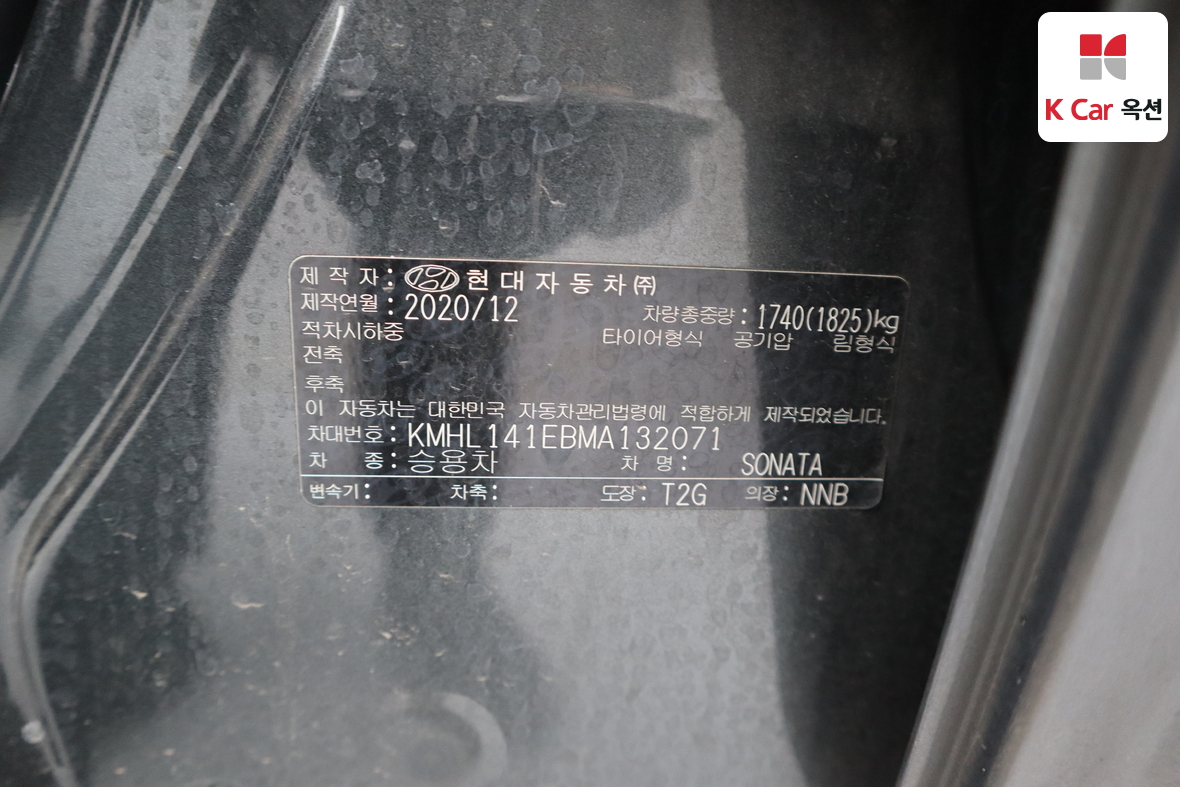 K Car 옥션
제 작 자 : 현대자동차㈜
제작연월 : 2020/12 차량총중량 : 1740(1825)kg
적차시하중 타이어형식 공기압 림형식
전축
후축
이 자동차는 대한민국 자동차관리법령에 적합하게 제작되었습니다.
차대번호 : KMHL141EBMA132071
차 종 : 승용차 차 명 : SONATA
변속기 : 차축 : 도장 : T2G 의장 : NNB